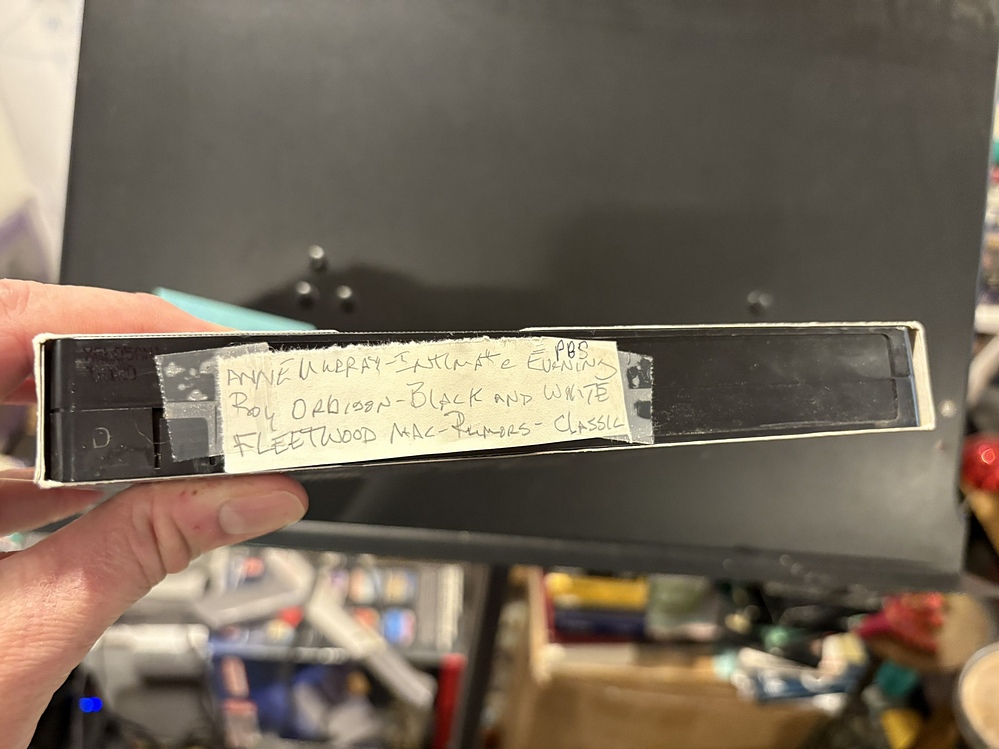 PBS
ANNE MURRAY-INTIMATE EVENING
ROY ORBISON-BLACK AND WHITE
FLEETWOOD MAC-RUMORS-CLASSIC
D